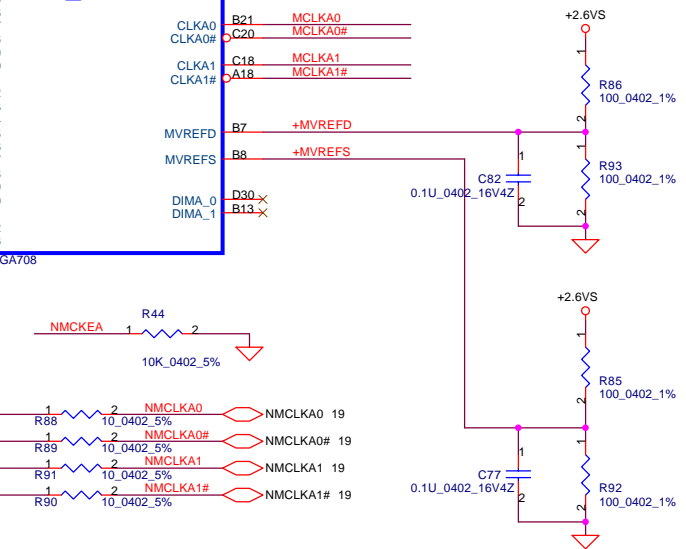 CLKA0 B21 MCLKA0
CLKA0# C20 MCLKA0#
CLKA1 C18 MCLKA1
CLKA1# A18 MCLKA1#
MVREFD B7 +MVREFD
MVREFS B8 +MVREFS
DIMA_0 D30
DIMA_1 B13
GA708
+2.6VS
1
R86
100_0402_1%
2
1
R93
100_0402_1%
2
1
C82
0.1U_0402_16V4Z
2
R44
NMCKEA 1 2
10K_0402_5%
+2.6VS
1
R85
100_0402_1%
2
1
R92
100_0402_1%
2
1
C77
0.1U_0402_16V4Z
2
1 2 NMCLKA0 NMCLKA0 19
R88 10_0402_5%
1 2 NMCLKA0# NMCLKA0# 19
R89 10_0402_5%
1 2 NMCLKA1 NMCLKA1 19
R91 10_0402_5%
1 2 NMCLKA1# NMCLKA1# 19
R90 10_0402_5%